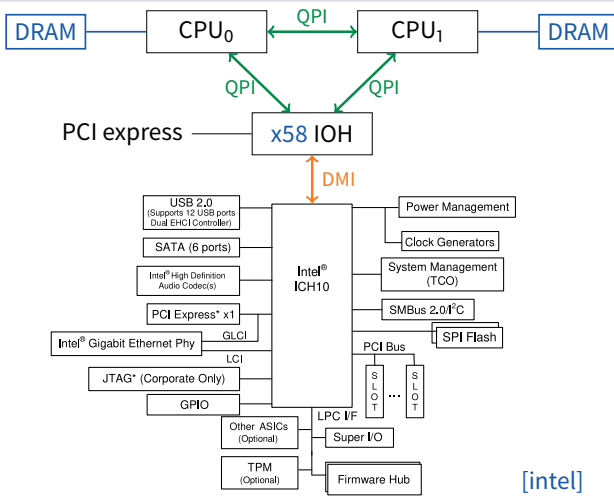 QPI
DRAM
CPU0
CPU1
DRAM
QPI
QPI
PCI express
x58 IOH
DMI
USB 2.0
(Supports 12 USB ports
Dual EHCI Controller)
Power Management
SATA (6 ports)
Clock Generators
Intel® High Definition
Audio Codec(s)
Intel®
ICH10
System Management
(TCO)
PCI Express* x1
SMBus 2.0/I²C
GLCI
SPI Flash
Intel® Gigabit Ethernet Phy
PCI Bus
LCI
JTAG* (Corporate Only)
SLOT
...
SLOT
GPIO
LPC I/F
Other ASICs
(Optional)
Super I/O
TPM
(Optional)
Firmware Hub
[intel]